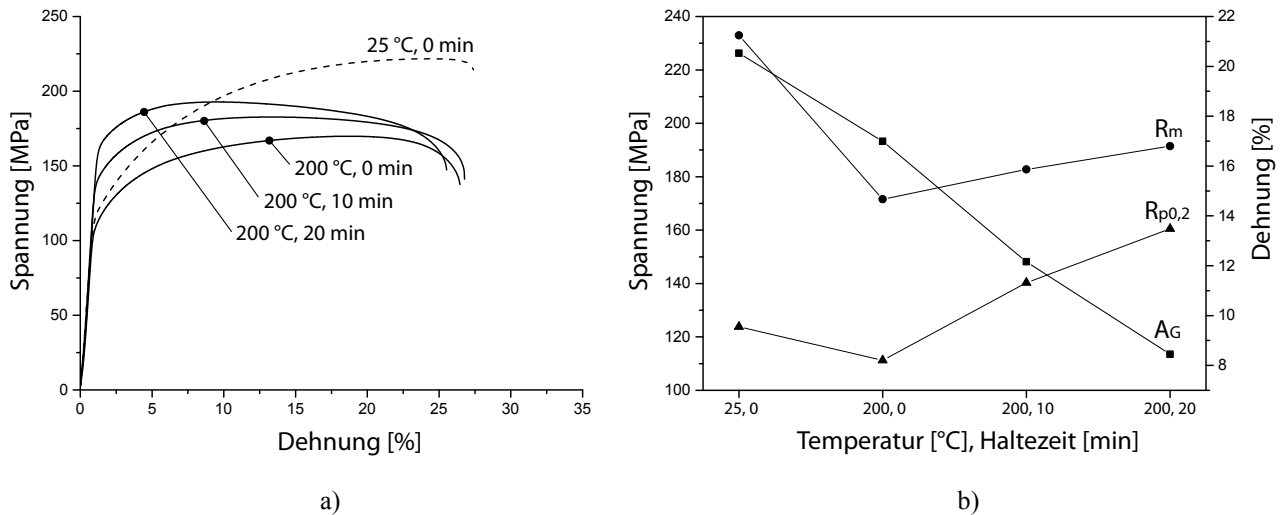 250
200
150
100
50
0
Spannung [MPa]
0 5 10 15 20 25 30 35
Dehnung [%]
25 °C, 0 min
200 °C, 0 min
200 °C, 10 min
200 °C, 20 min
a)
240
220
200
180
160
140
120
100
Spannung [MPa]
22
20
18
16
14
12
10
8
Dehnung [%]
Rm
Rp0,2
AG
25, 0 200, 0 200, 10 200, 20
Temperatur [°C], Haltezeit [min]
b)